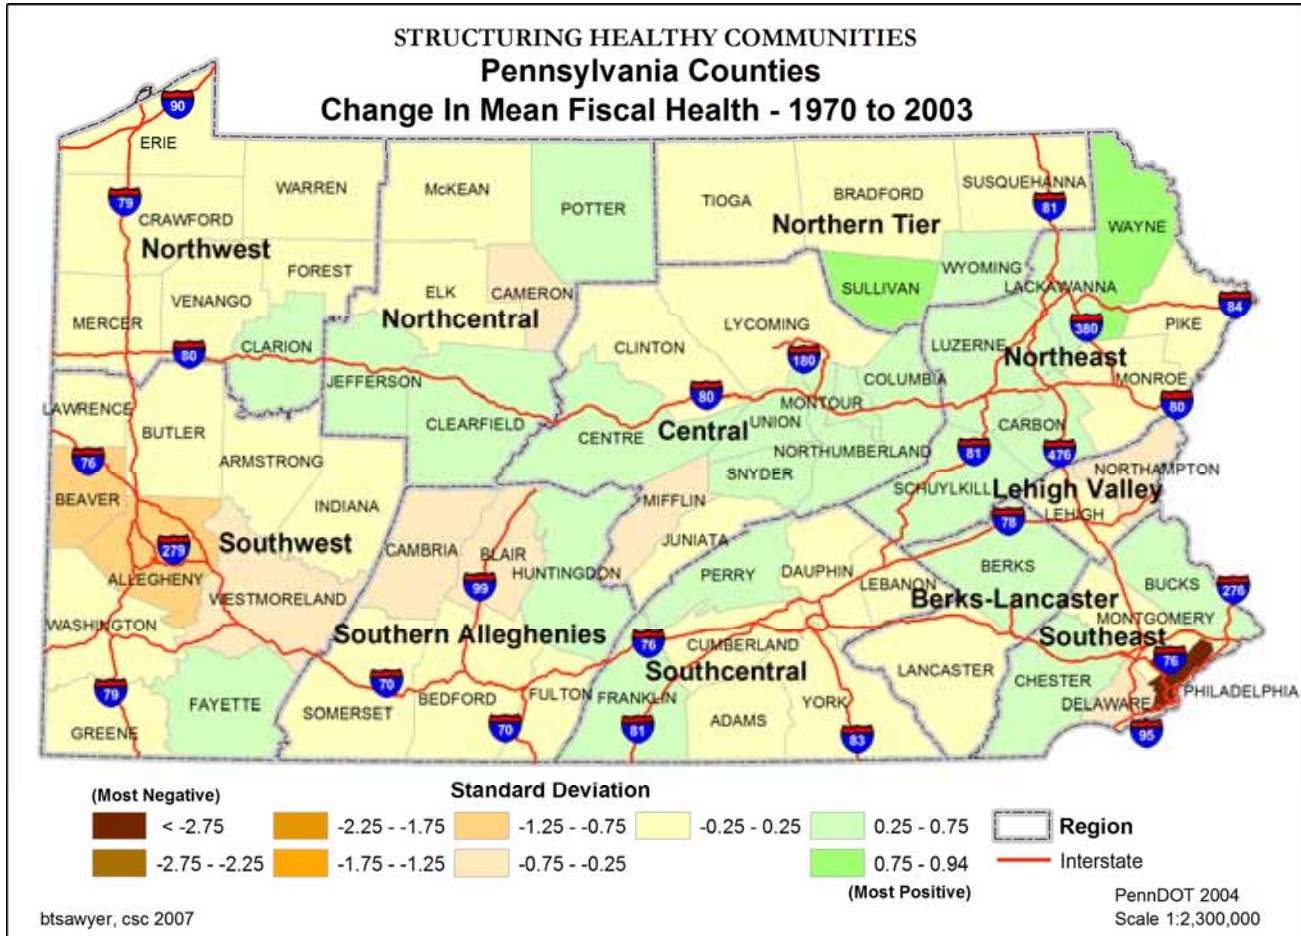 STRUCTURING HEALTHY COMMUNITIES
Pennsylvania Counties
Change In Mean Fiscal Health - 1970 to 2003
90
ERIE
WARREN
McKEAN
POTTER
TIOGA
BRADFORD
SUSQUEHANNA
81
79
CRAWFORD
Northwest
Northern Tier
WAYNE
FOREST
WYOMING
VENANGO
ELK
CAMERON
SULLIVAN
LACKAWANNA
84
MERCER
Northcentral
LYCOMING
380
PIKE
80
CLARION
CLINTON
180
LUZERNE
Northeast
JEFFERSON
COLUMBIA
MONROE
LAWRENCE
80
MONTOUR
80
BUTLER
CLEARFIELD
CENTRE
Central
UNION
CARBON
76
ARMSTRONG
NORTHUMBERLAND
81
476
NORTHAMPTON
BEAVER
SNYDER
SCHUYLKILL
Lehigh Valley
INDIANA
MIFFLIN
LEHIGH
279
Southwest
CAMBRIA
BLAIR
JUNIATA
78
ALLEGHENY
99
HUNTINGDON
PERRY
DAUPHIN
LEBANON
BERKS
BUCKS
276
WESTMORELAND
Berks-Lancaster
WASHINGTON
Southern Alleghenies
76
CUMBERLAND
MONTGOMERY
Southeast
Southcentral
LANCASTER
76
79
70
BEDFORD
FULTON
FRANKLIN
CHESTER
PHILADELPHIA
FAYETTE
SOMERSET
YORK
DELAWARE
GREENE
70
81
ADAMS
83
95
(Most Negative)
Standard Deviation
< -2.75
-2.25 - -1.75
-1.25 - -0.75
-0.25 - 0.25
0.25 - 0.75
Region
-2.75 - -2.25
-1.75 - -1.25
-0.75 - -0.25
0.75 - 0.94
Interstate
(Most Positive)
PennDOT 2004
btsawyer, csc 2007
Scale 1:2,300,000